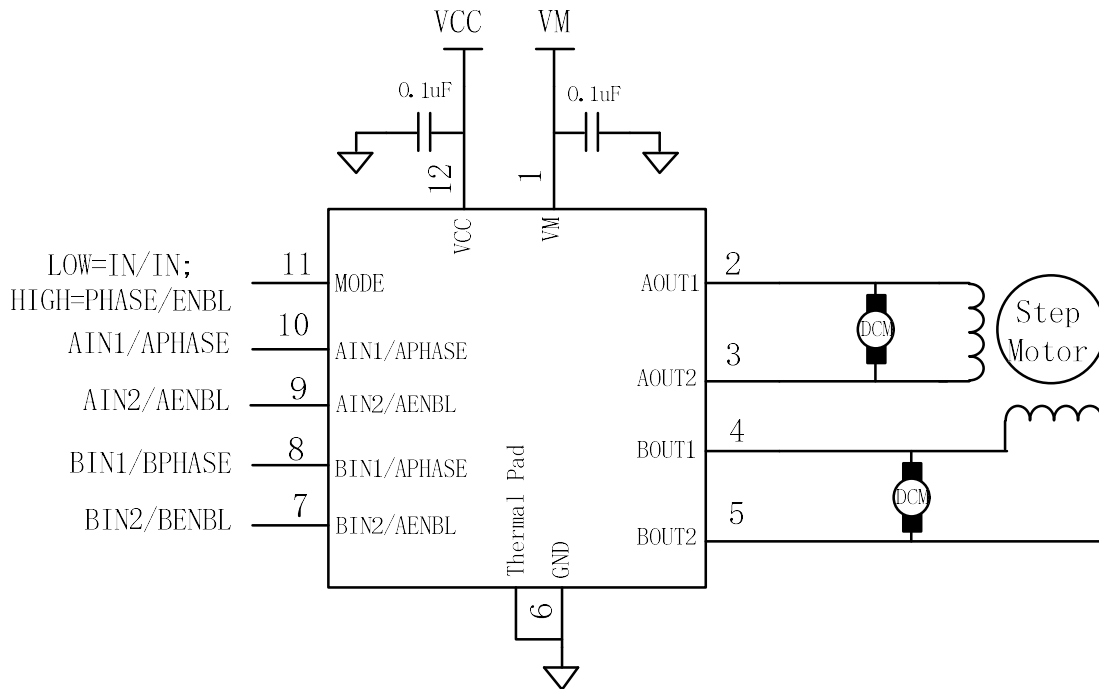 VCC
VM
0.1uF
0.1uF
12
1
VCC
VM
LOW=IN/IN;
HIGH=PHASE/ENBL
11
MODE
AIN1/APHASE
10
AIN1/APHASE
AIN2/AENBL
9
AIN2/AENBL
BIN1/BPHASE
8
BIN1/APHASE
BIN2/BENBL
7
BIN2/AENBL
AOUT1
2
DCM
Step
Motor
AOUT2
3
BOUT1
4
DCM
BOUT2
5
Thermal Pad
GND
6